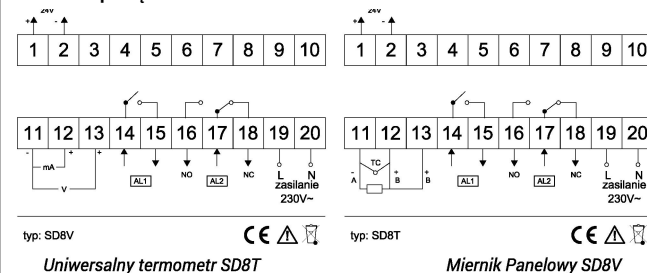 24V 24V
+ - + -
1 2 3 4 5 6 7 8 9 10 1 2 3 4 5 6 7 8 9 10
11 12 13 14 15 16 17 18 19 20 11 12 13 14 15 16 17 18 19 20
- + + - + +
mA TC
A B B
V
AL1 NO AL2 NC L N AL1 NO AL2 NC L N
zasilanie zasilanie
230V~ 230V~
typ: SD8V CE typ: SD8T CE
Uniwersalny termometr SD8T Miernik Panelowy SD8V